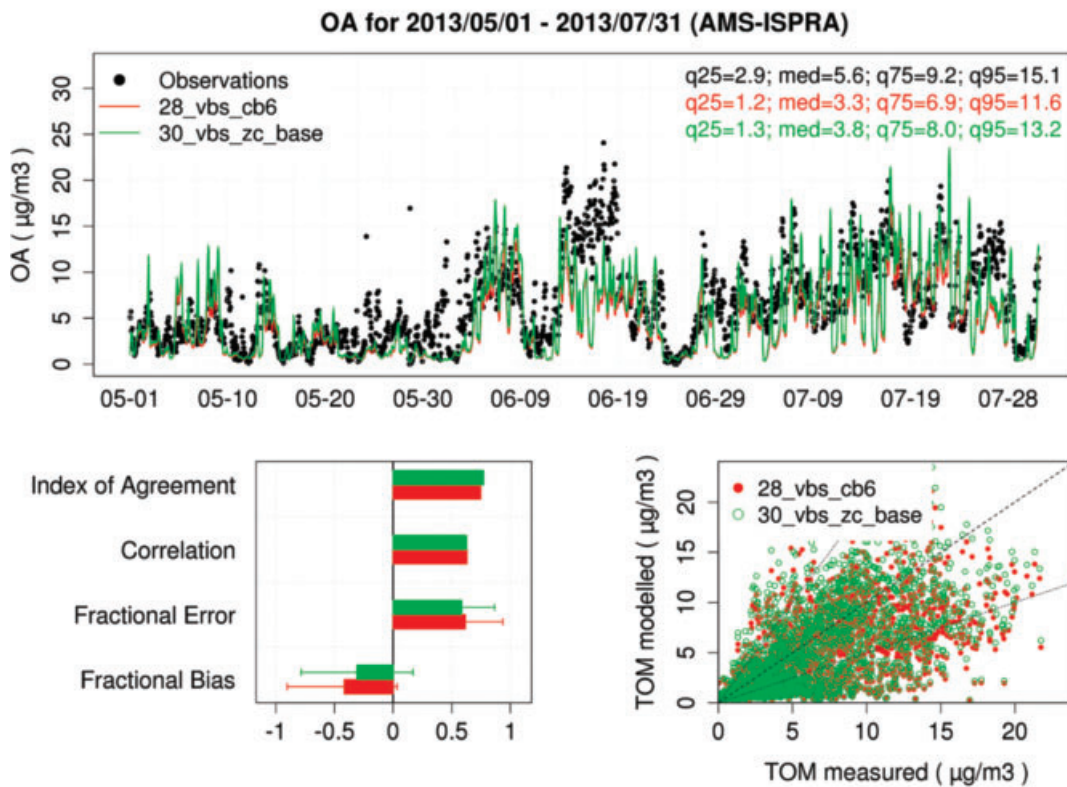 OA for 2013/05/01 - 2013/07/31 (AMS-ISPRA)
OA ( µg/m3 )
30
25
20
15
10
5
0
Observations
28_vbs_cb6
30_vbs_zc_base
q25=2.9; med=5.6; q75=9.2; q95=15.1
q25=1.2; med=3.3; q75=6.9; q95=11.6
q25=1.3; med=3.8; q75=8.0; q95=13.2
05-01 05-10 05-20 05-30 06-09 06-19 06-29 07-09 07-19 07-28
Index of Agreement
Correlation
Fractional Error
Fractional Bias
-1 -0.5 0 0.5 1
TOM modelled ( µg/m3 )
20
15
10
5
0
28_vbs_cb6
30_vbs_zc_base
0 5 10 15 20
TOM measured ( µg/m3 )